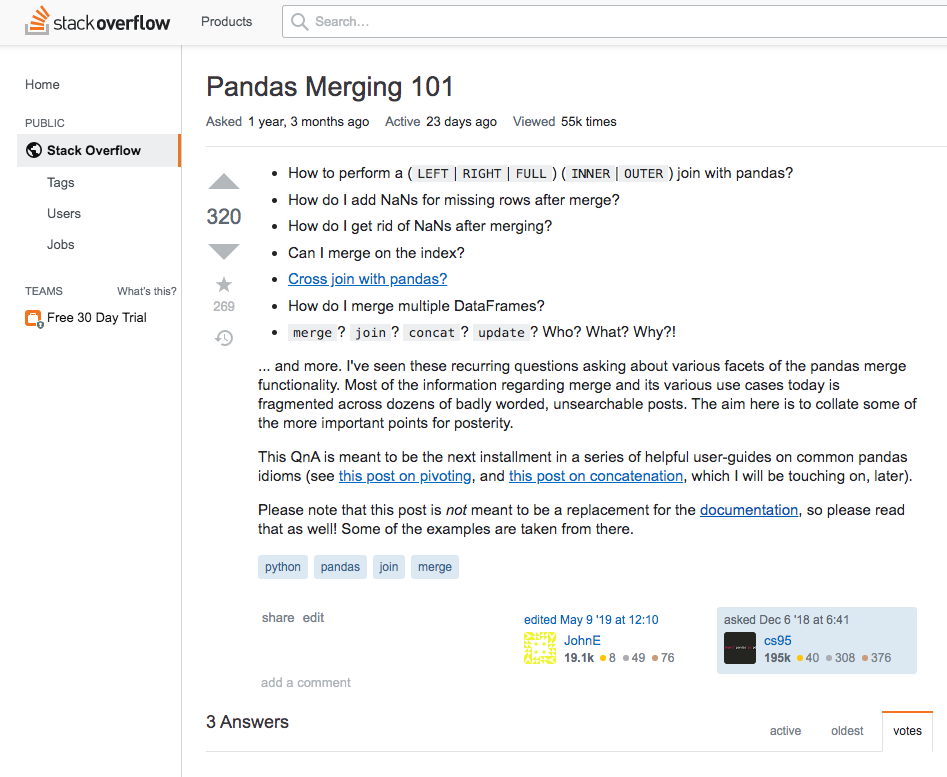 stackoverflow
Products
Search...
Home
PUBLIC
Stack Overflow
Tags
Users
Jobs
TEAMS
What's this?
Free 30 Day Trial
Pandas Merging 101
Asked 1 year, 3 months ago Active 23 days ago Viewed 55k times
320
269
• How to perform a (LEFT|RIGHT|FULL) (INNER|OUTER) join with pandas?
• How do I add NaNs for missing rows after merge?
• How do I get rid of NaNs after merging?
• Can I merge on the index?
• Cross join with pandas?
• How do I merge multiple DataFrames?
• merge? join? concat? update? Who? What? Why?!
... and more. I've seen these recurring questions asking about various facets of the pandas merge
functionality. Most of the information regarding merge and its various use cases today is
fragmented across dozens of badly worded, unsearchable posts. The aim here is to collate some of
the more important points for posterity.
This QnA is meant to be the next installment in a series of helpful user-guides on common pandas
idioms (see this post on pivoting, and this post on concatenation, which I will be touching on, later).
Please note that this post is not meant to be a replacement for the documentation, so please read
that as well! Some of the examples are taken from there.
python pandas join merge
share edit
edited May 9 '19 at 12:10
JohnE
19.1k ●8 ●49 ●76
asked Dec 6 '18 at 6:41
cs95
195k ●40 ●308 ●376
add a comment
3 Answers
active oldest votes